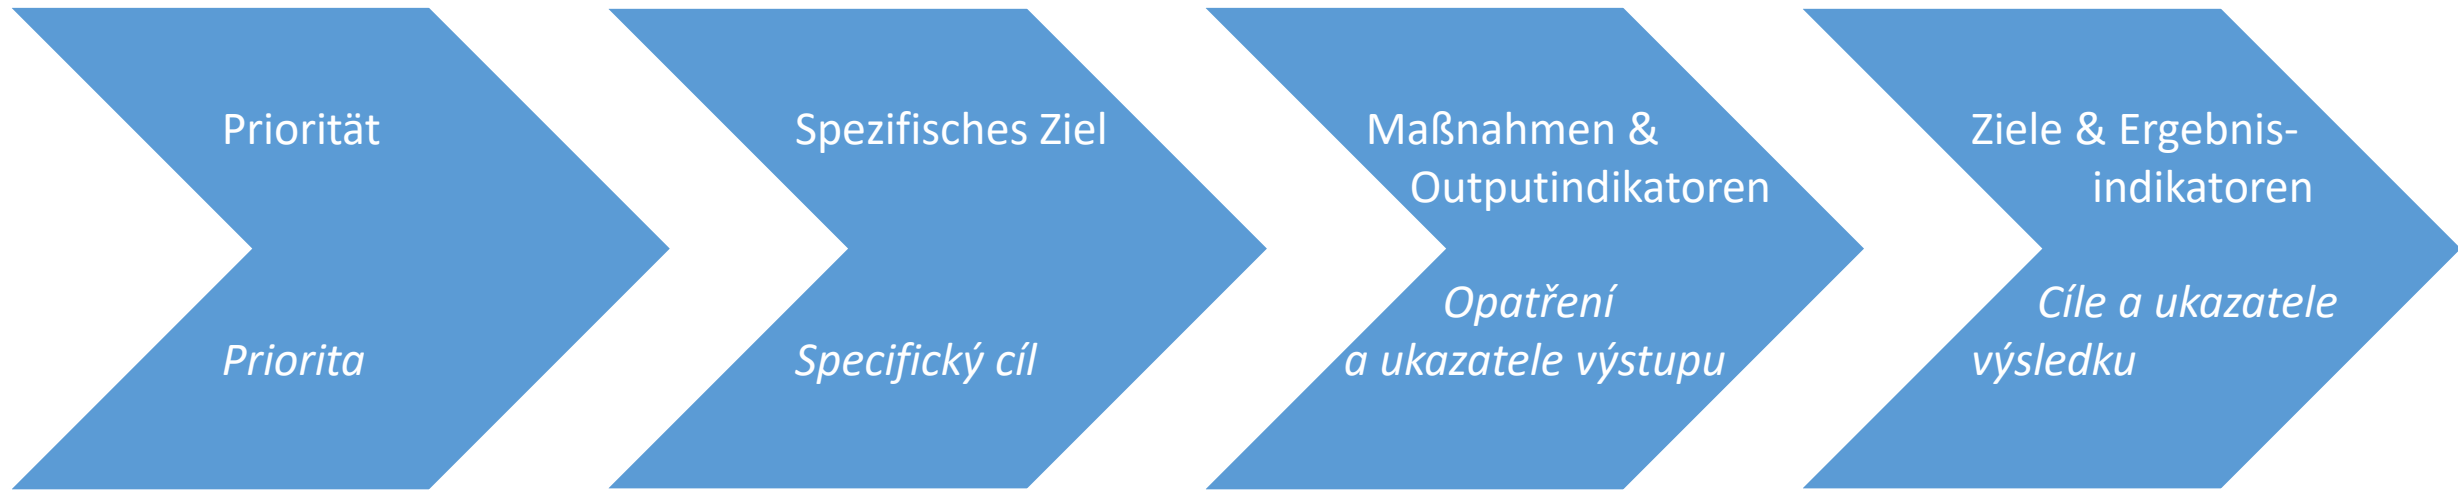 Priorität
Priorita
Spezifisches Ziel
Specifický cíl
Maßnahmen &
Outputindikatoren
Opatření
a ukazatele výstupu
Ziele & Ergebnis-
indikatoren
Cíle a ukazatele
výsledku